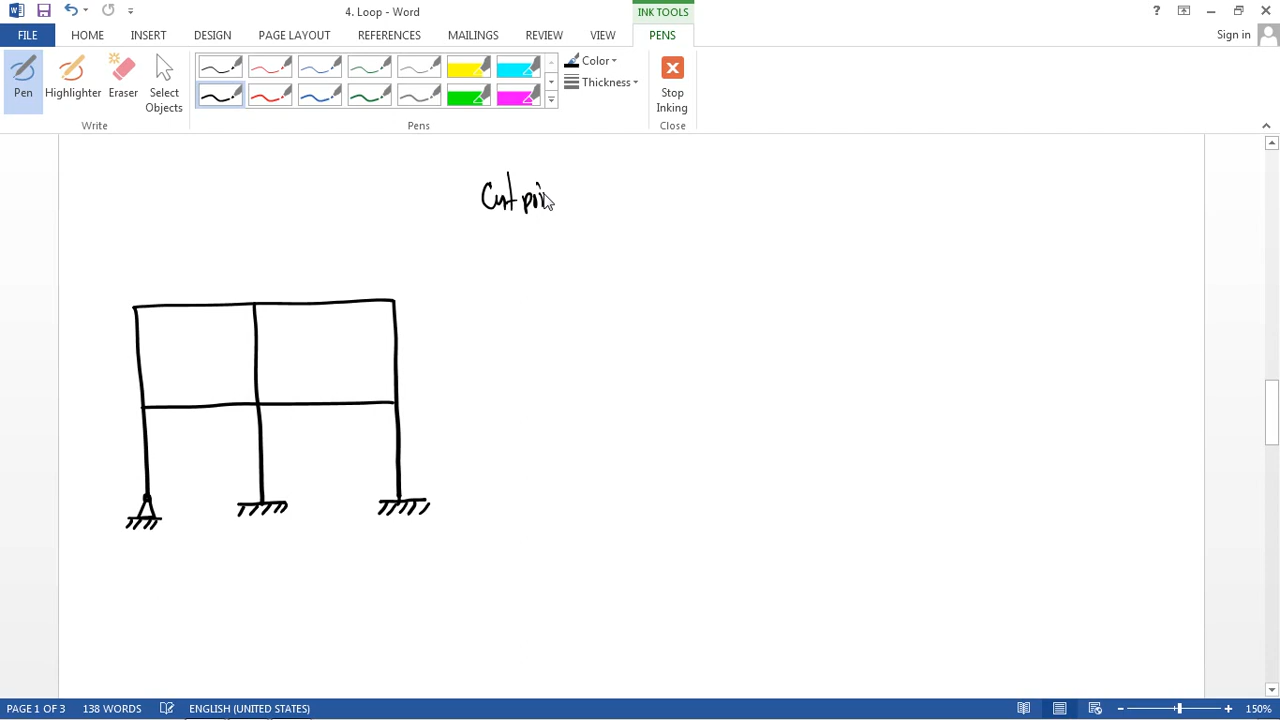 4. Loop - Word
INK TOOLS
Sign in
FILE HOME INSERT DESIGN PAGE LAYOUT REFERENCES MAILINGS REVIEW VIEW PENS
Pen Highlighter Eraser Select Objects
Color
Thickness
Stop Inking
Write Pens Close
Cut poi
PAGE 1 OF 3 138 WORDS ENGLISH (UNITED STATES) 150%